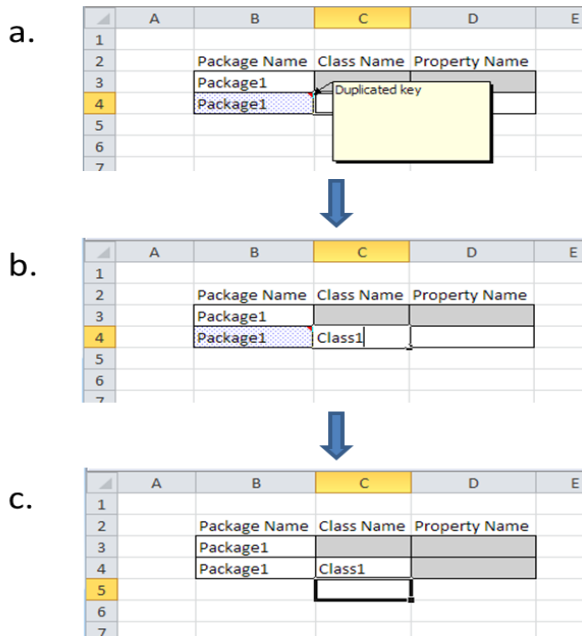 a.
A B C D E
1
2 Package Name Class Name Property Name
3 Package1
Duplicated key
4 Package1
5
6
7
b.
A B C D E
1
2 Package Name Class Name Property Name
3 Package1
4 Package1 Class1
5
6
7
c.
A B C D E
1
2 Package Name Class Name Property Name
3 Package1
4 Package1 Class1
5
6
7